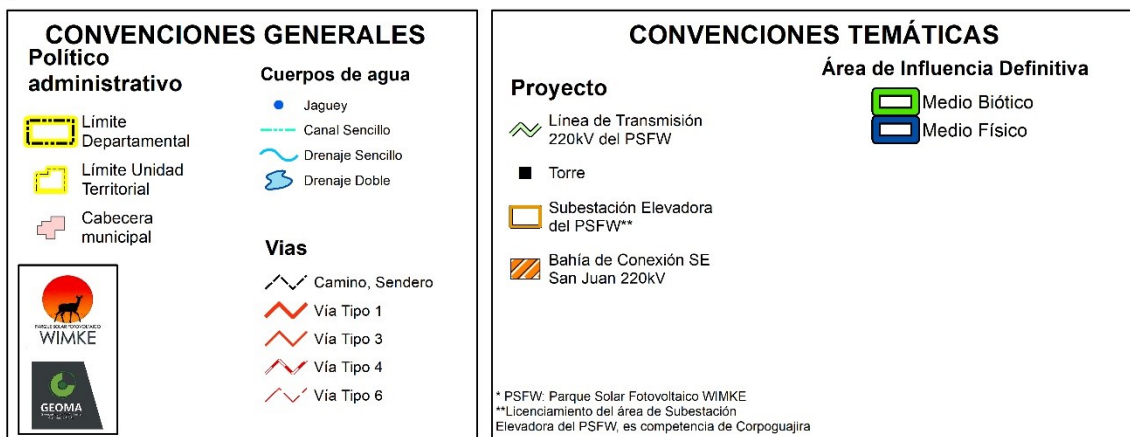 CONVENCIONES GENERALES
Político
administrativo
Límite
Departamental
Límite Unidad
Territorial
Cabecera
municipal
Cuerpos de agua
Jaguey
Canal Sencillo
Drenaje Sencillo
Drenaje Doble
Vias
Camino, Sendero
Vía Tipo 1
Vía Tipo 3
Vía Tipo 4
Vía Tipo 6
PARQUE SOLAR FOTOVOLTAICO
WIMKE
GEOMA
CONVENCIONES TEMÁTICAS
Proyecto
Línea de Transmisión
220kV del PSFW
Torre
Subestación Elevadora
del PSFW**
Bahía de Conexión SE
San Juan 220kV
Área de Influencia Definitiva
Medio Biótico
Medio Físico
* PSFW: Parque Solar Fotovoltaico WIMKE
**Licenciamiento del área de Subestación
Elevadora del PSFW, es competencia de Corpoguajira